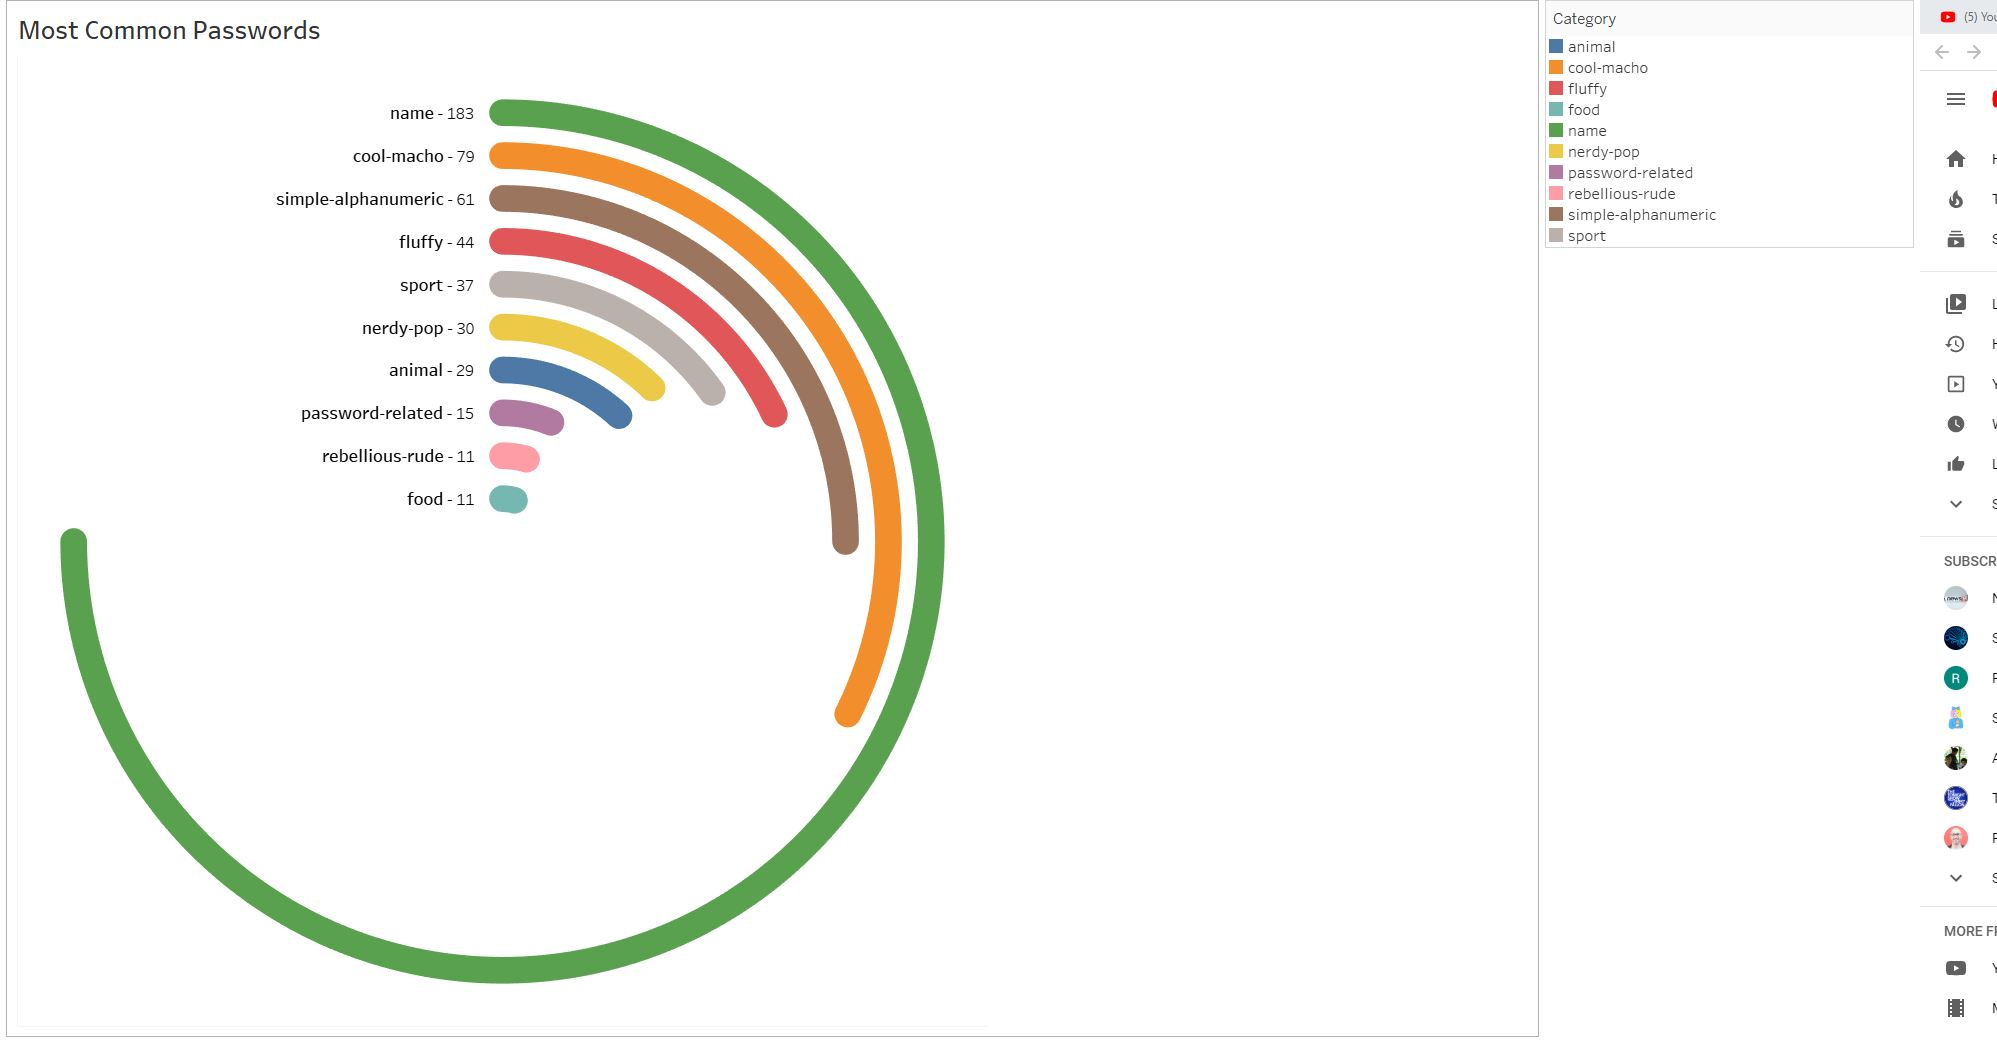 Most Common Passwords
name - 183
cool-macho - 79
simple-alphanumeric - 61
fluffy - 44
sport - 37
nerdy-pop - 30
animal - 29
password-related - 15
rebellious-rude - 11
food - 11
Category
animal
cool-macho
fluffy
food
name
nerdy-pop
password-related
rebellious-rude
simple-alphanumeric
sport
(5) You
H
T
S
L
H
Y
W
L
S
SUBSCR
N
S
R
S
A
T
S
MORE F
Y
M